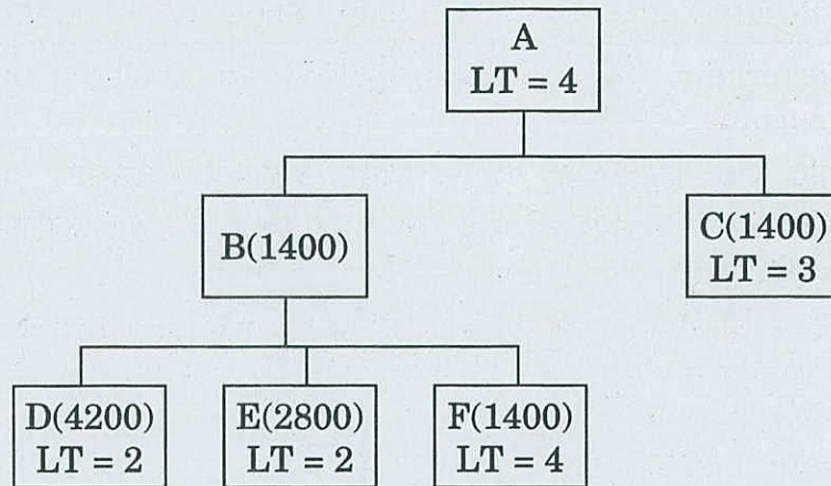 A
LT = 4
B(1400)
C(1400)
LT = 3
D(4200)
LT = 2
E(2800)
LT = 2
F(1400)
LT = 4